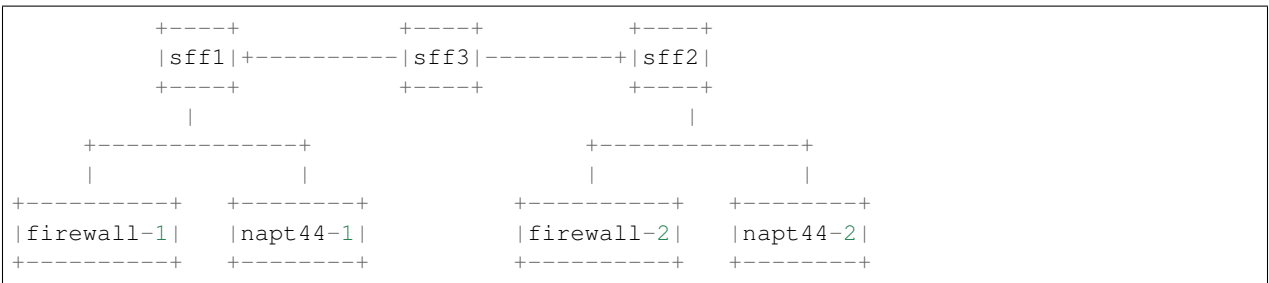 +----+           +----+          +----+
          |sff1|+----------|sff3|---------+|sff2|
          +----+           +----+          +----+
            |                                  |
     +--------------+                   +--------------+
     |              |                   |              |
+----------+   +--------+          +----------+   +--------+
|firewall-1|   |napt44-1|          |firewall-2|   |napt44-2|
+----------+   +--------+          +----------+   +--------+